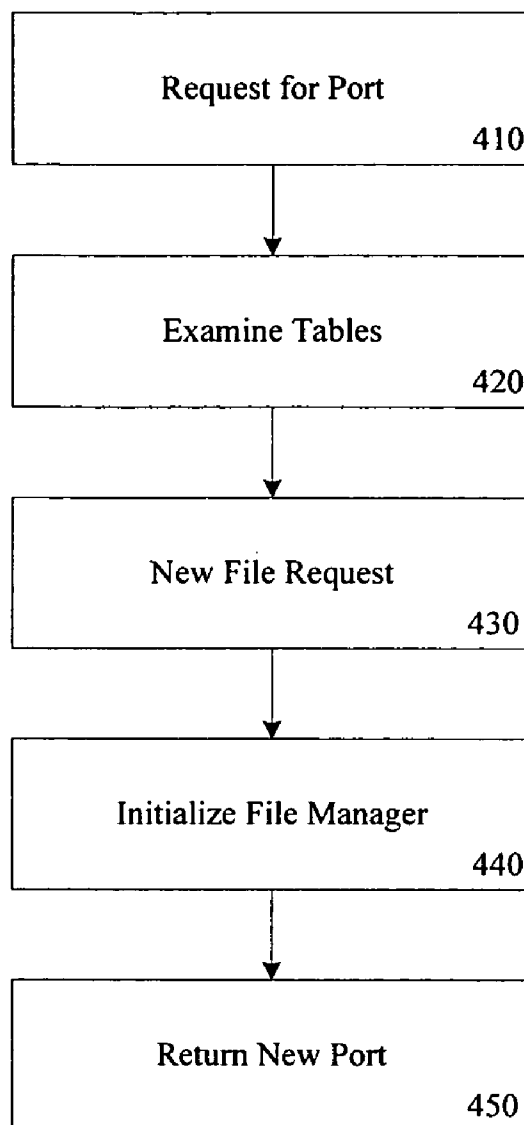 Request for Port
410
Examine Tables
420
New File Request
430
Initialize File Manager
440
Return New Port
450